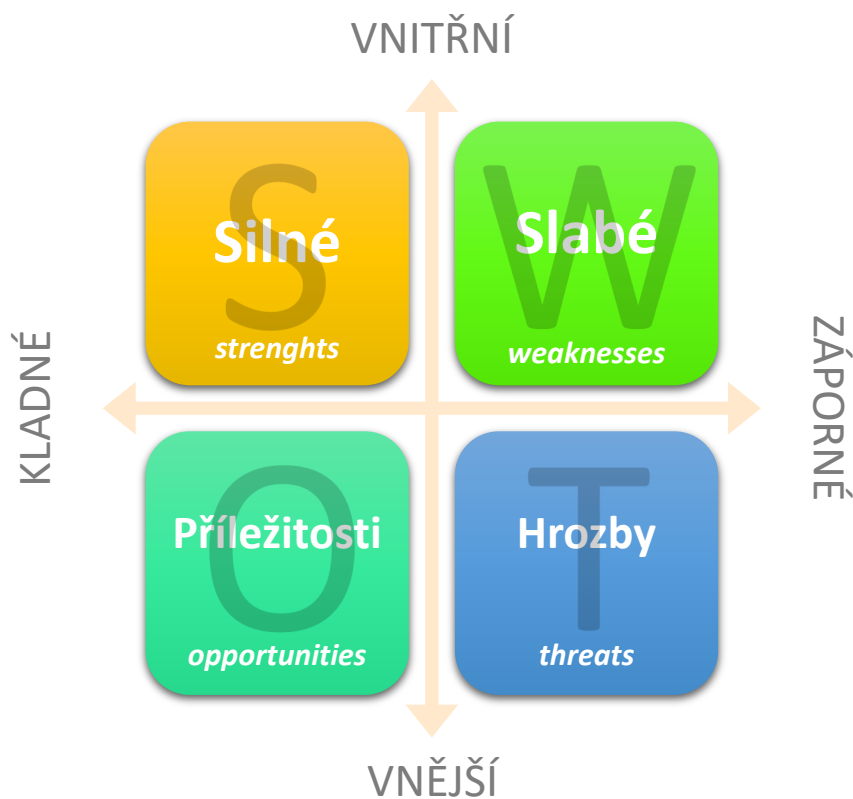 VNITŘNÍ
S
Silné
strenghts
W
Slabé
weaknesses
KLADNÉ
ZÁPORNÉ
O
Příležitosti
opportunities
T
Hrozby
threats
VNĚJŠÍ